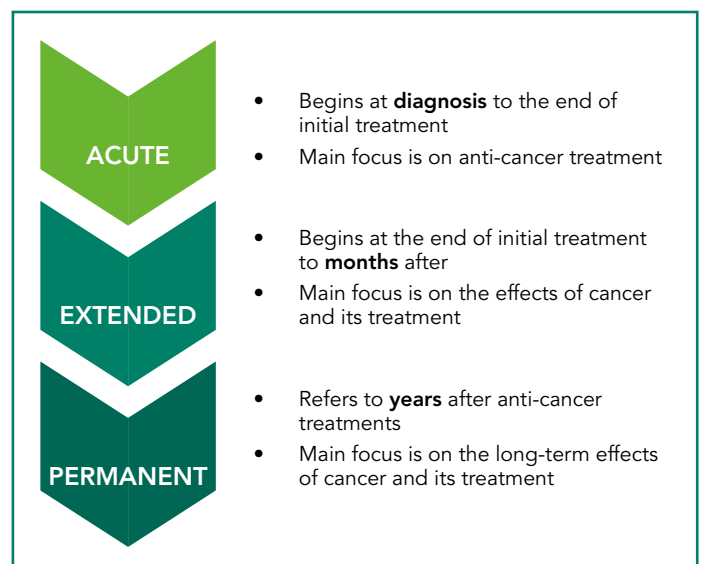 ACUTE
• Begins at diagnosis to the end of
initial treatment
• Main focus is on anti-cancer treatment
EXTENDED
• Begins at the end of initial treatment
to months after
• Main focus is on the effects of cancer
and its treatment
PERMANENT
• Refers to years after anti-cancer
treatments
• Main focus is on the long-term effects
of cancer and its treatment